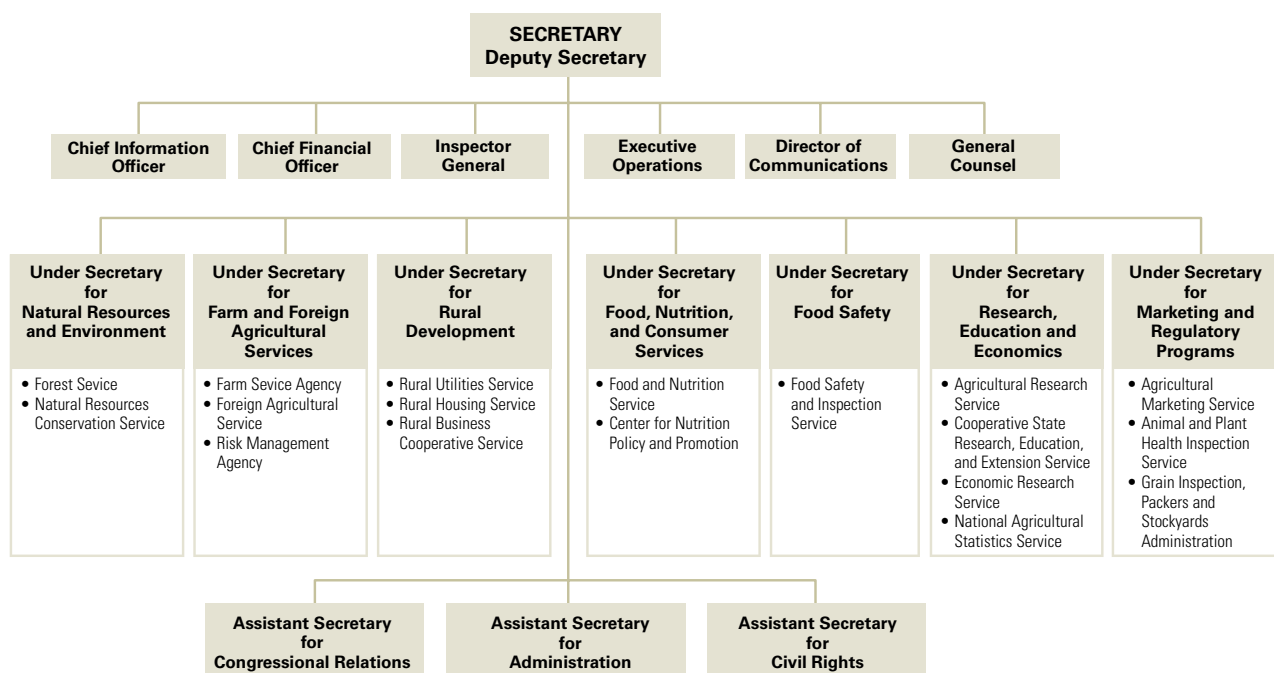 SECRETARY
Deputy Secretary
Chief Information
Officer
Chief Financial
Officer
Inspector
General
Executive
Operations
Director of
Communications
General
Counsel
Under Secretary
for
Natural Resources
and Environment
• Forest Sevice
• Natural Resources
Conservation Service
Under Secretary
for
Farm and Foreign
Agricultural
Services
• Farm Sevice Agency
• Foreign Agricultural
Service
• Risk Management
Agency
Under Secretary
for
Rural
Development
• Rural Utilities Service
• Rural Housing Service
• Rural Business
Cooperative Service
Under Secretary
for
Food, Nutrition,
and Consumer
Services
• Food and Nutrition
Service
• Center for Nutrition
Policy and Promotion
Under Secretary
for
Food Safety
• Food Safety
and Inspection
Service
Under Secretary
for
Research,
Education and
Economics
• Agricultural Research
Service
• Cooperative State
Research, Education,
and Extension Service
• Economic Research
Service
• National Agricultural
Statistics Service
Under Secretary
for
Marketing and
Regulatory
Programs
• Agricultural
Marketing Service
• Animal and Plant
Health Inspection
Service
• Grain Inspection,
Packers and
Stockyards
Administration
Assistant Secretary
for
Congressional Relations
Assistant Secretary
for
Administration
Assistant Secretary
for
Civil Rights